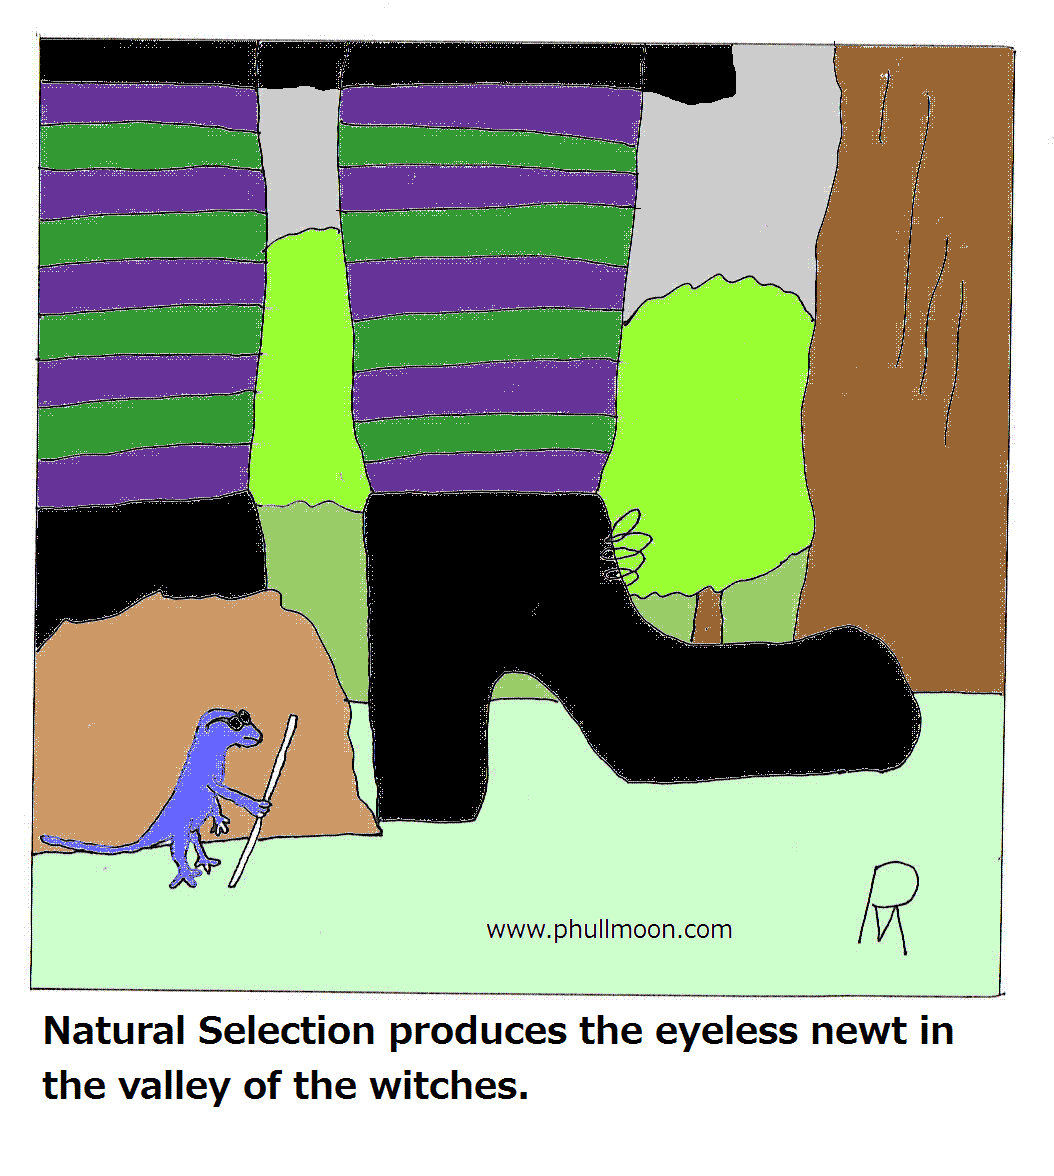 www.phullmoon.com
Natural Selection produces the eyeless newt in
the valley of the witches.